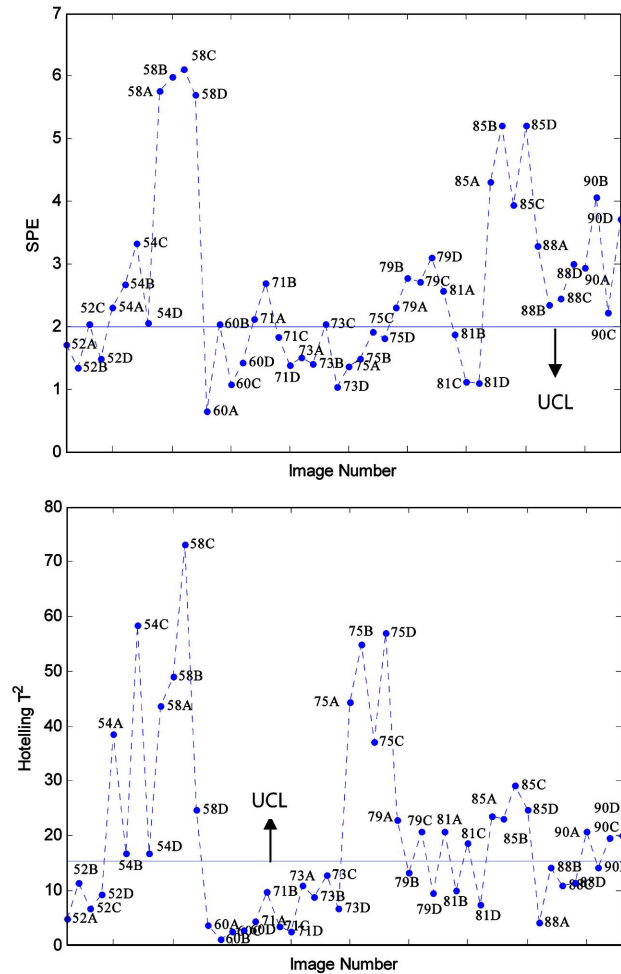 7
6
5
4
3
2
1
0
SPE
58C
58B
58A
58D
85B
85D
85A
85C
90B
90D
54C
79D
79B
79C
81A
88A
88D
90A
54B
71B
88C
88B
90C
52C
54A
54D
60B
71A
73C
75C
79A
75D
81B
52A
52B
52D
60D
60C
71C
73A
71D
73B
75B
75A
73D
81C
81D
60A
UCL
Image Number
80
70
60
50
40
30
20
10
0
Hotelling T²
58C
54C
75B
75D
58B
54A
58A
75A
75C
58D
UCL
85C
85A
85D
85B
79A
79C
81A
81C
90A
90C
90D
54B
54D
52B
52D
52A
52C
73A
73C
71B
73B
73D
79B
79D
81B
81D
88B
88C
88D
88A
60A
60B
60C
60D
71A
71C
71D
Image Number